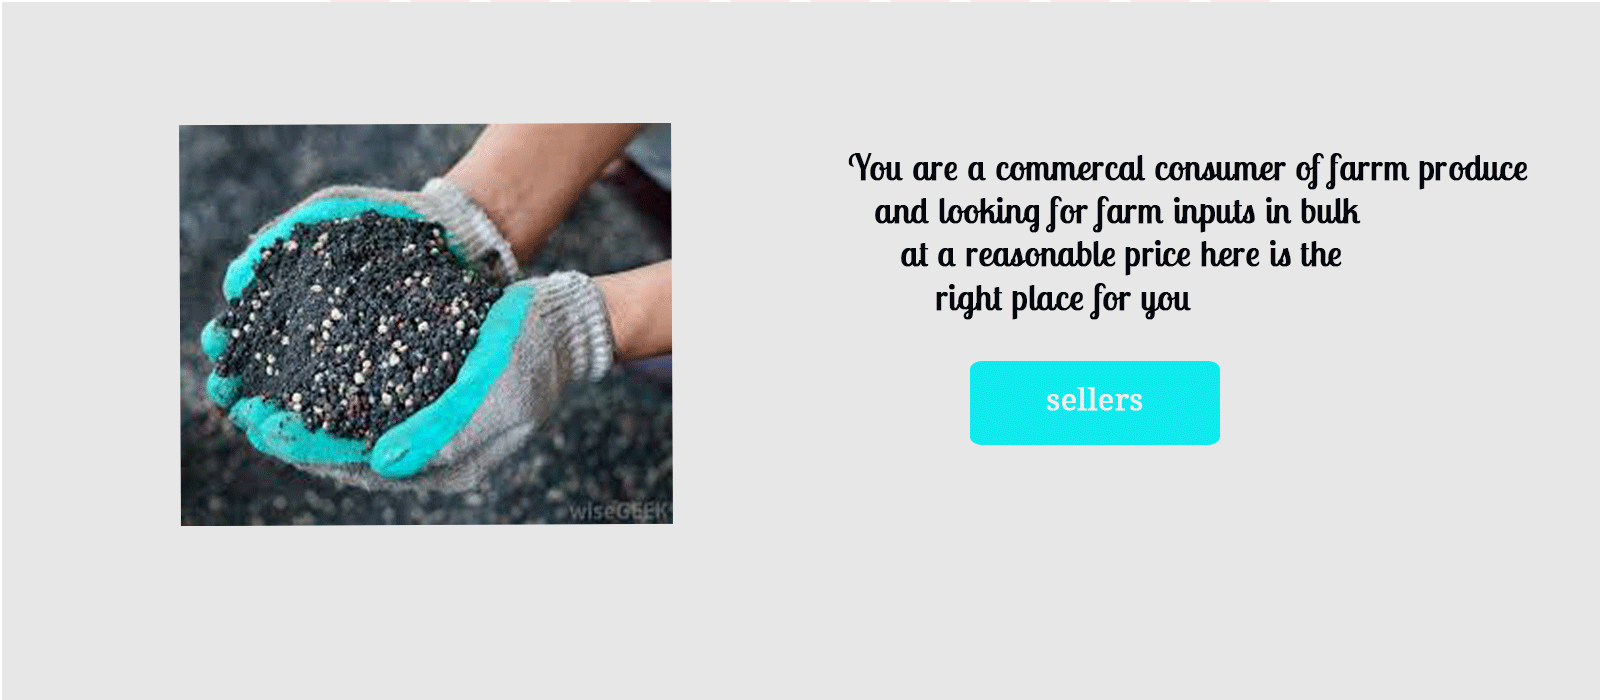 You are a commercal consumer of farrm produce
and looking for farm inputs in bulk
at a reasonable price here is the
right place for you
sellers
wiseGEEK